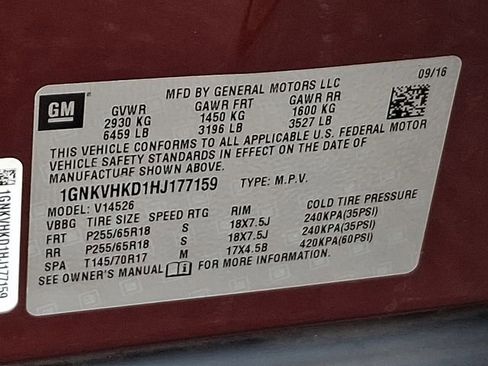 MFD BY GENERAL MOTORS LLC
09/16
GM
GVWR GAWR FRT GAWR RR
2930 KG 1450 KG 1600 KG
6459 LB 3196 LB 3527 LB
THIS VEHICLE CONFORMS TO ALL APPLICABLE U.S. FEDERAL MOTOR
VEHICLE SAFETY STANDARDS IN EFFECT ON THE DATE OF
MANUFACTURE SHOWN ABOVE.
1GNKVHKD1HJ177159 TYPE: M.P.V.
MODEL: V14526
VBBG TIRE SIZE SPEED RTG RIM COLD TIRE PRESSURE
FRT P255/65R18 S 18X7.5J 240KPA(35PSI)
RR P255/65R18 S 18X7.5J 240KPA(35PSI)
SPA T145/70R17 M 17X4.5B 420KPA(60PSI)
SEE OWNER'S MANUAL
1GNKVHKD1HJ177159